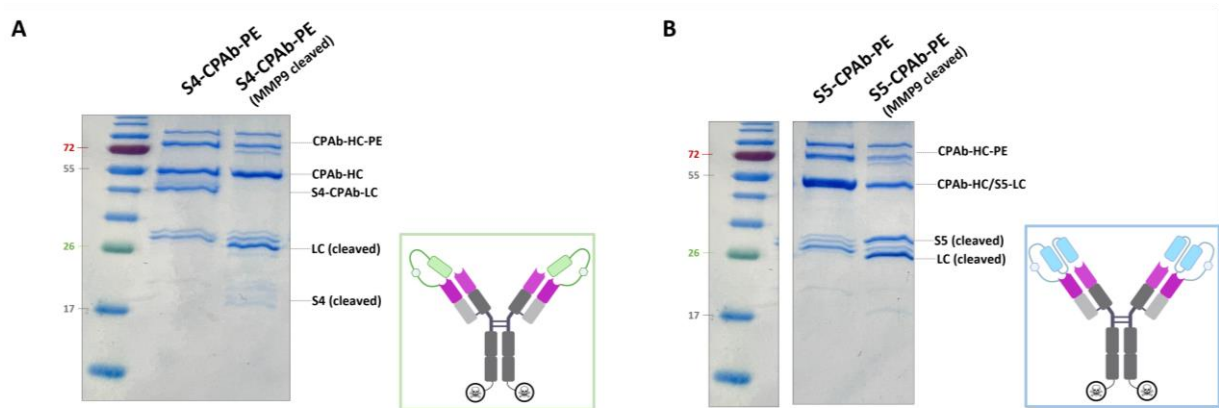 A
S4-CPAb-PE
S4-CPAb-PE
(MMP9 cleaved)
72
55
26
17
CPAb-HC-PE
CPAb-HC
S4-CPAb-LC
LC (cleaved)
S4 (cleaved)
B
S5-CPAb-PE
S5-CPAb-PE
(MMP9 cleaved)
72
55
26
17
CPAb-HC-PE
CPAb-HC/S5-LC
S5 (cleaved)
LC (cleaved)